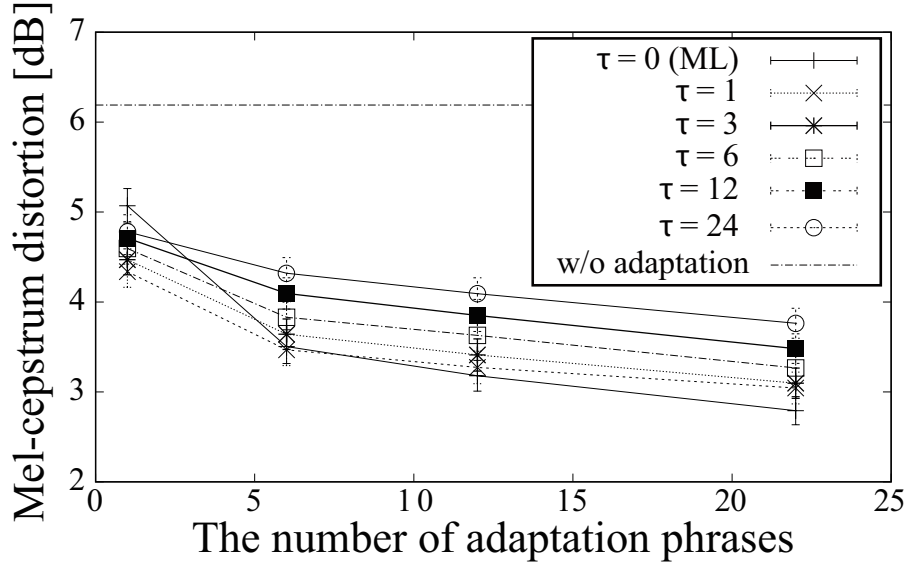 Mel-cepstrum distortion [dB]
7
6
5
4
3
2
τ = 0 (ML)
τ = 1
τ = 3
τ = 6
τ = 12
τ = 24
w/o adaptation
0 5 10 15 20 25
The number of adaptation phrases